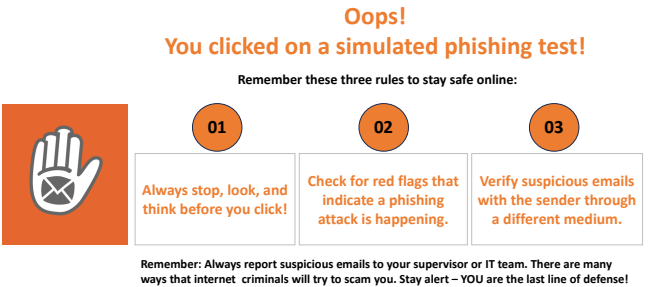 Oops!
You clicked on a simulated phishing test!
Remember these three rules to stay safe online:
01
02
03
Always stop, look, and
think before you click!
Check for red flags that
indicate a phishing
attack is happening.
Verify suspicious emails
with the sender through
a different medium.
Remember: Always report suspicious emails to your supervisor or IT team. There are many
ways that internet criminals will try to scam you. Stay alert – YOU are the last line of defense!